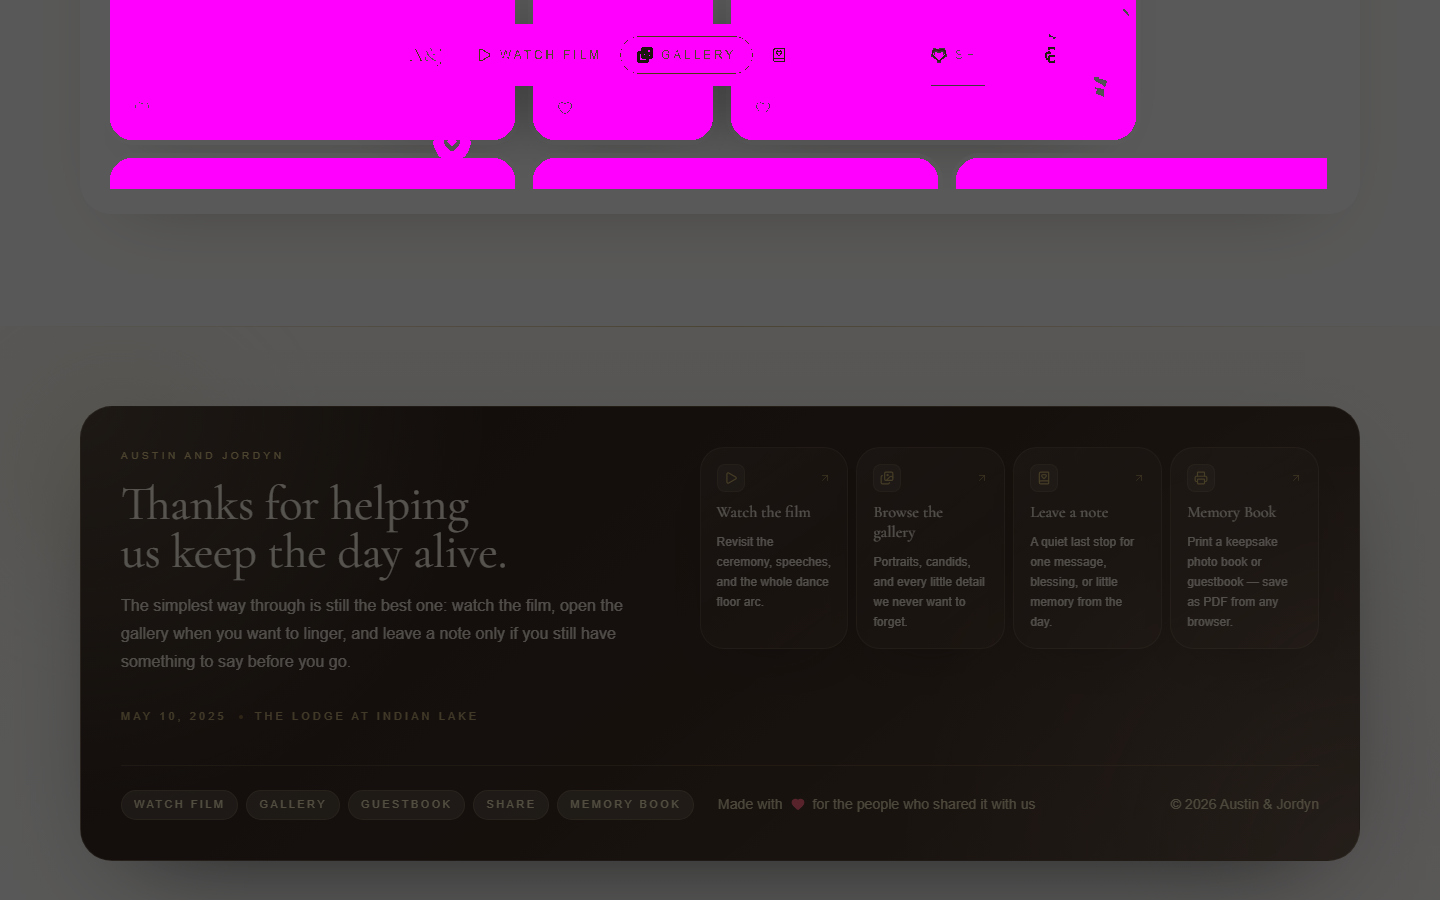 WATCH FILM
GALLERY
AUSTIN AND JORDYN
Thanks for helping
us keep the day alive.
The simplest way through is still the best one: watch the film, open the
gallery when you want to linger, and leave a note only if you still have
something to say before you go.
MAY 10, 2025 • THE LODGE AT INDIAN LAKE
Watch the film
Revisit the
ceremony, speeches,
and the whole dance
floor arc.
Browse the
gallery
Portraits, candids,
and every little detail
we never want to
forget.
Leave a note
A quiet last stop for
one message,
blessing, or little
memory from the
day.
Memory Book
Print a keepsake
photo book or
guestbook — save
as PDF from any
browser.
WATCH FILM
GALLERY
GUESTBOOK
SHARE
MEMORY BOOK
Made with ♥ for the people who shared it with us
© 2026 Austin & Jordyn